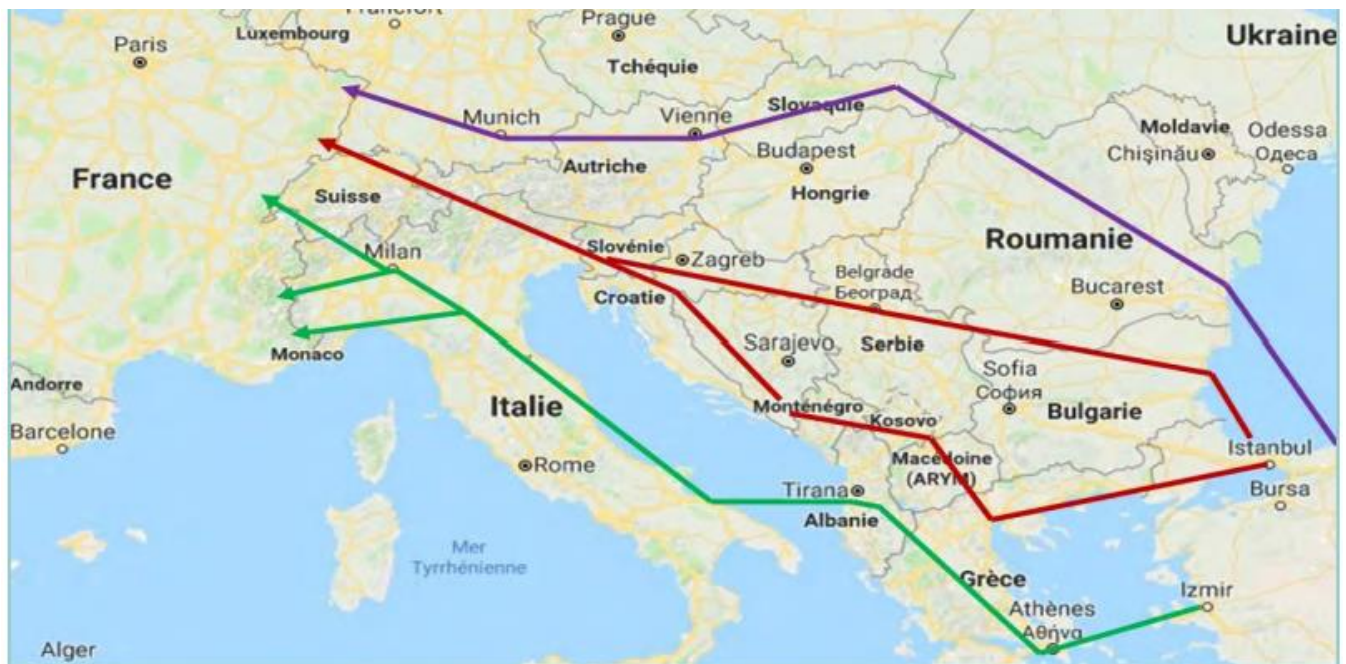 Francfort
Prague
Luxembourg
Ukraine
Paris
Tchéquie
Slovaquie
Munich
Vienne
Moldavie
Odessa
Одеса
Budapest
Chișinău
Autriche
France
Hongrie
Suisse
Slovénie
Zagreb
Roumanie
Milan
Belgrade
Београд
Bucarest
Croatie
Sarajevo
Serbie
Monaco
Sofia
София
Andorre
Italie
Monténégro
Kosovo
Bulgarie
Barcelone
Istanbul
Rome
Macédoine
(ARYM)
Tirana
Bursa
Albanie
Mer
Tyrrhénienne
Grèce
Izmir
Athènes
Αθήνα
Alger